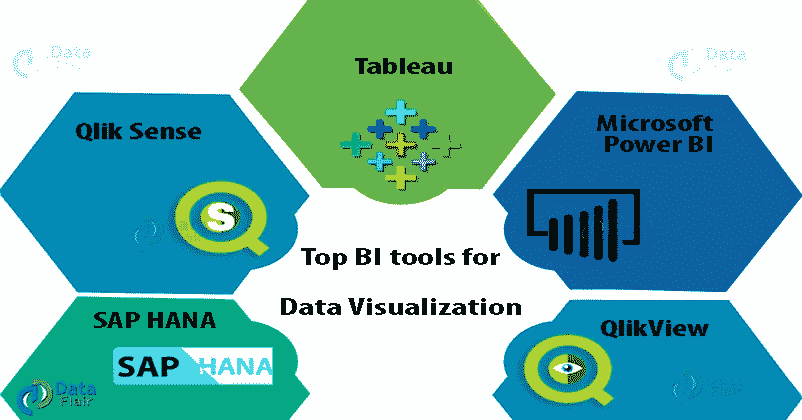 Tableau
Data
Flair
Data
Flair
Qlik Sense
Microsoft
Power BI
S
Top BI tools for
Data Visualization
SAP HANA
SAP HANA
QlikView
Data
Flair